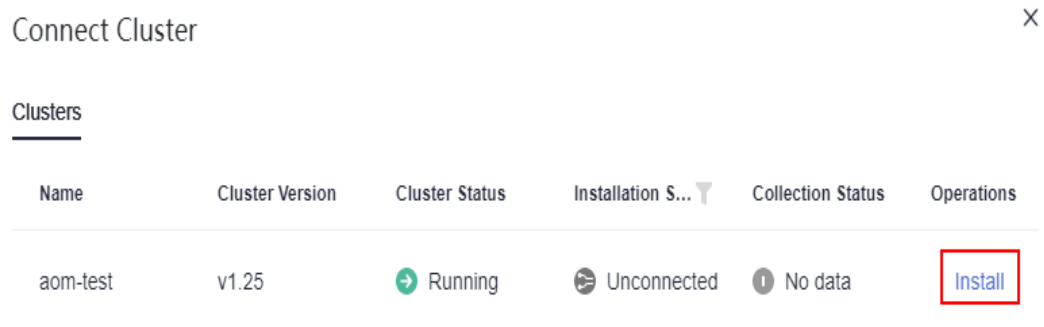 Connect Cluster
Clusters
Name Cluster Version Cluster Status Installation S... Collection Status Operations
aom-test v1.25 Running Unconnected No data Install